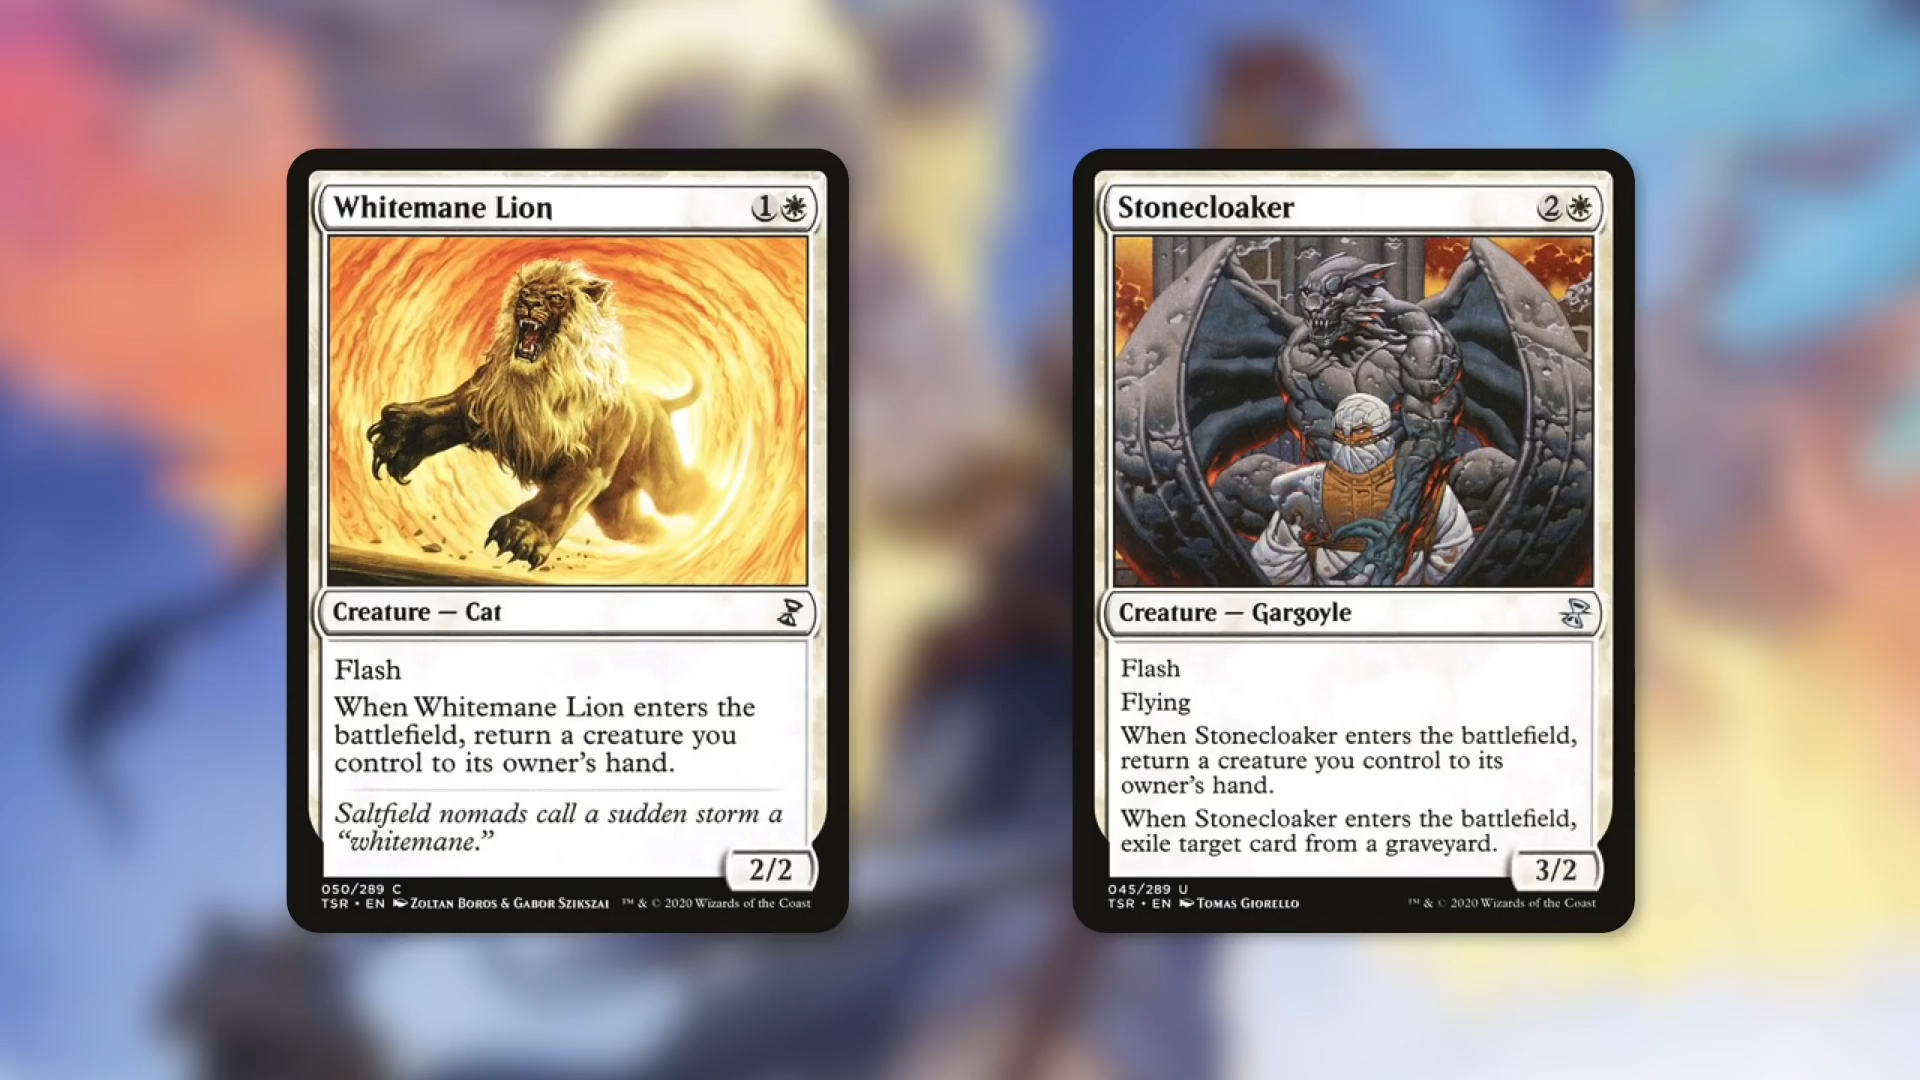 Whitemane Lion
1
Creature — Cat
Flash
When Whitemane Lion enters the
battlefield, return a creature you
control to its owner's hand.
Saltfield nomads call a sudden storm a
“whitemane.”
2/2
050/289 C
TSR • EN Zoltan Boros & Gabor Szikszai ™ & © 2020 Wizards of the Coast
Stonecloaker
2
Creature — Gargoyle
Flash
Flying
When Stonecloaker enters the battlefield,
return a creature you control to its
owner's hand.
When Stonecloaker enters the battlefield,
exile target card from a graveyard.
3/2
045/289 U
TSR • EN Tomas Giorello ™ & © 2020 Wizards of the Coast